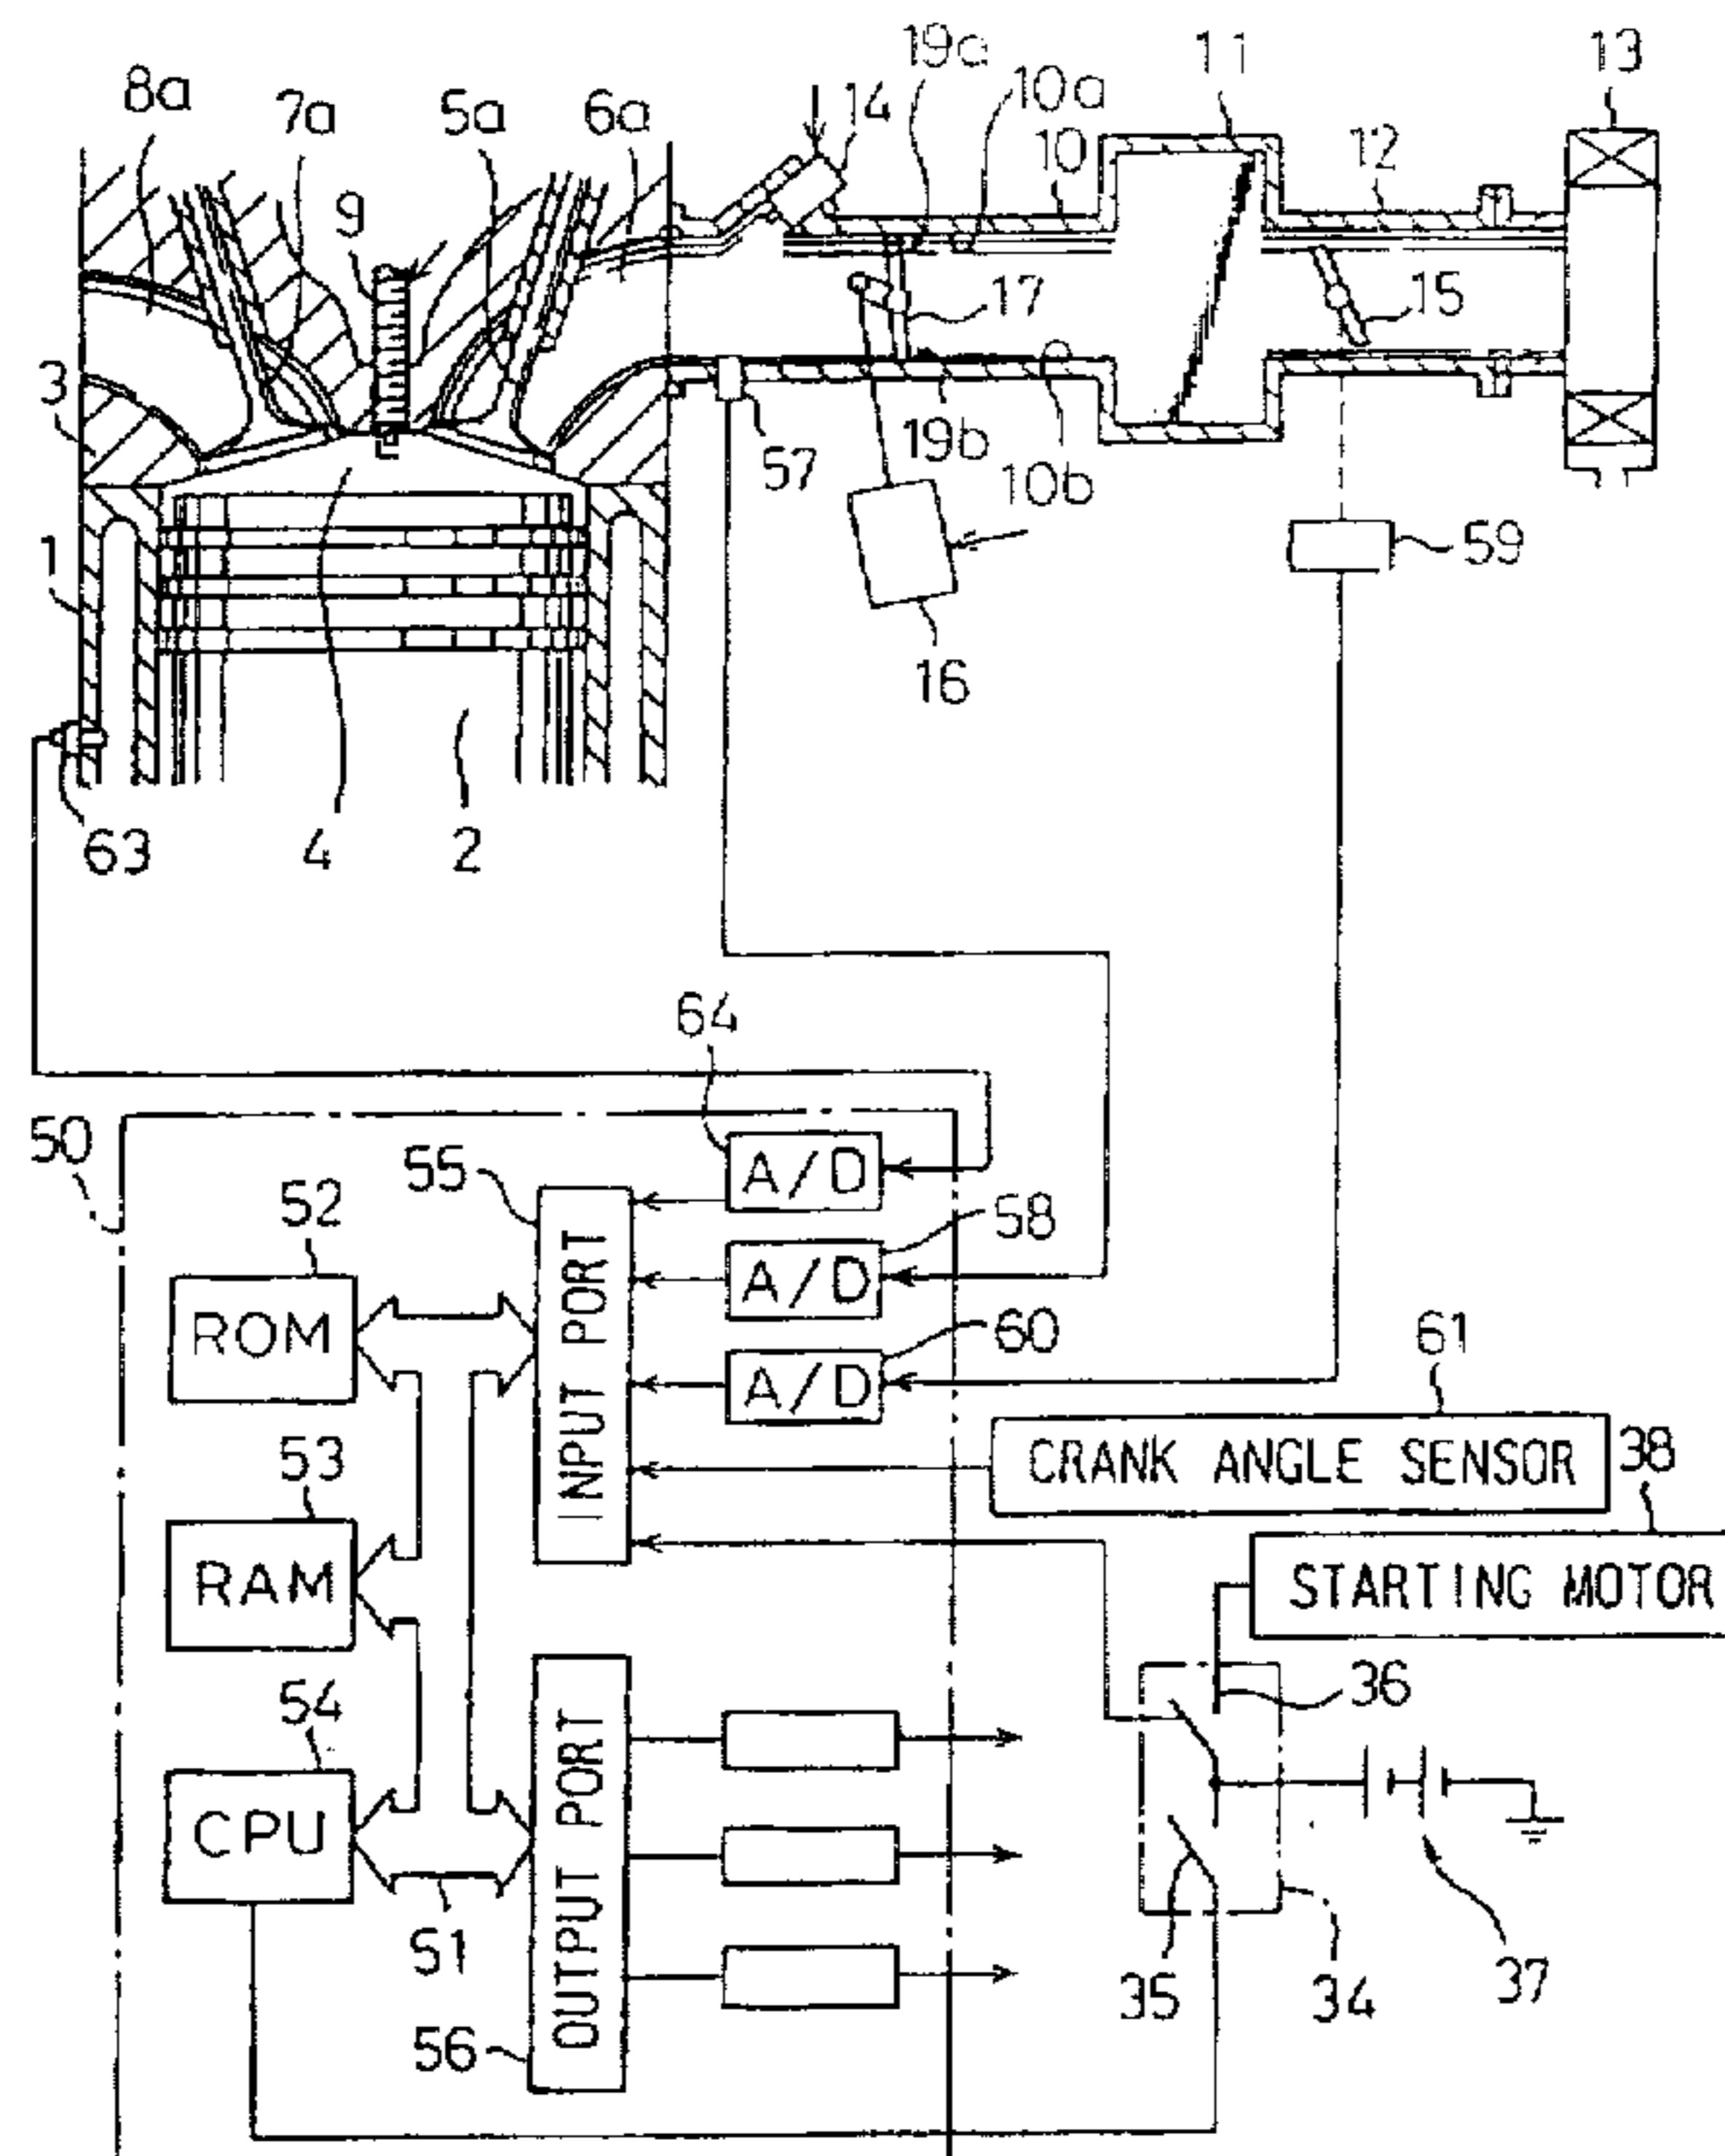 19a
11
13
8a
7a
5a
6a
14
10a
10
12
9
17
15
3
19b
57
10b
1
59
16
63
4
2
64
50
55
A/D
52
58
ROM
INPUT PORT
A/D
60
61
A/D
53
CRANK ANGLE SENSOR
38
RAM
STARTING MOTOR
54
36
CPU
OUTPUT PORT
51
35
34
37
56